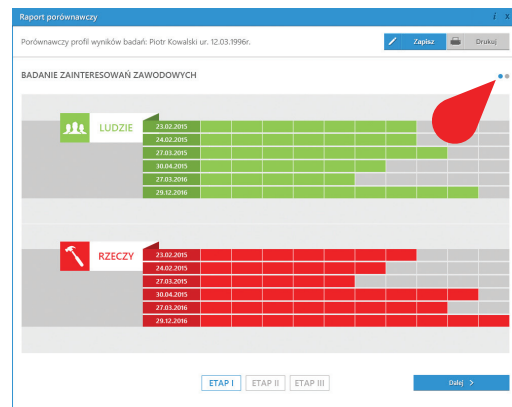 Raport porównawczy
i x
Porównawczy profil wyników badań: Piotr Kowalski ur. 12.03.1996r.
Zapisz
Drukuj
BADANIE ZAINTERESOWAŃ ZAWODOWYCH
LUDZIE
23.02.2015
24.02.2015
27.03.2015
30.04.2015
27.03.2016
29.12.2016
RZECZY
23.02.2015
24.02.2015
27.03.2015
30.04.2015
27.03.2016
29.12.2016
ETAP I
ETAP II
ETAP III
Dalej >